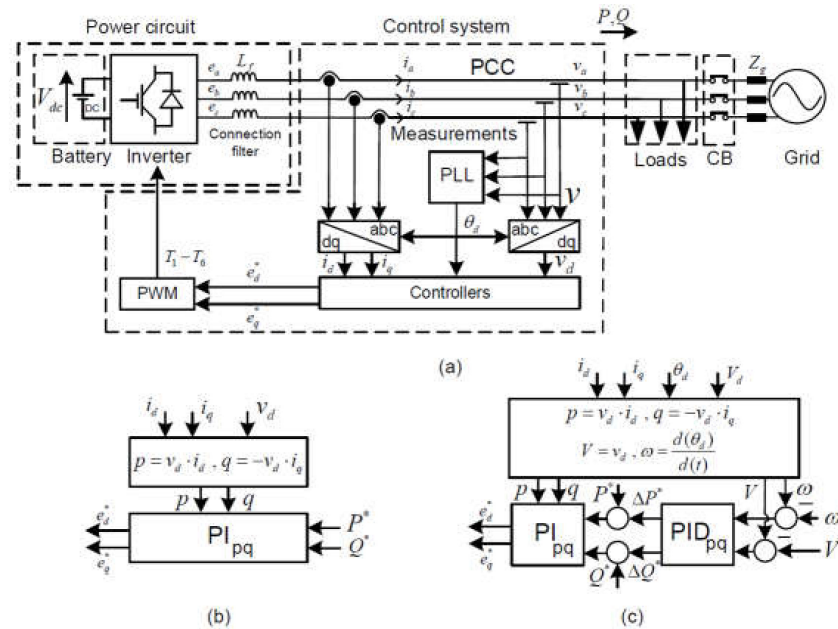 Power circuit
Control system
P,Q
e_a
L_f
i_a
PCC
v_a
Z_g
V_dc
DC
e_b
i_b
v_b
e_c
i_c
v_c
Battery
Inverter
Connection
filter
Measurements
Loads
CB
Grid
PLL
v
abc
dq
θ_d
abc
dq
T_1 – T_6
i_d
i_q
v_d
e_d^*
PWM
Controllers
e_q^*
(a)
i_d
i_q
v_d
p = v_d · i_d , q = −v_d · i_q
p
q
e_d^*
PI_pq
P^*
Q^*
e_q^*
(b)
i_d
i_q
θ_d
V_d
p = v_d · i_d , q = −v_d · i_q
V = v_d , ω = d(θ_d) / d(t)
p
q
P^*
ΔP^*
V
ω
−
e_d^*
PI_pq
PID_pq
ω
−
V
e_q^*
Q^*
ΔQ^*
(c)